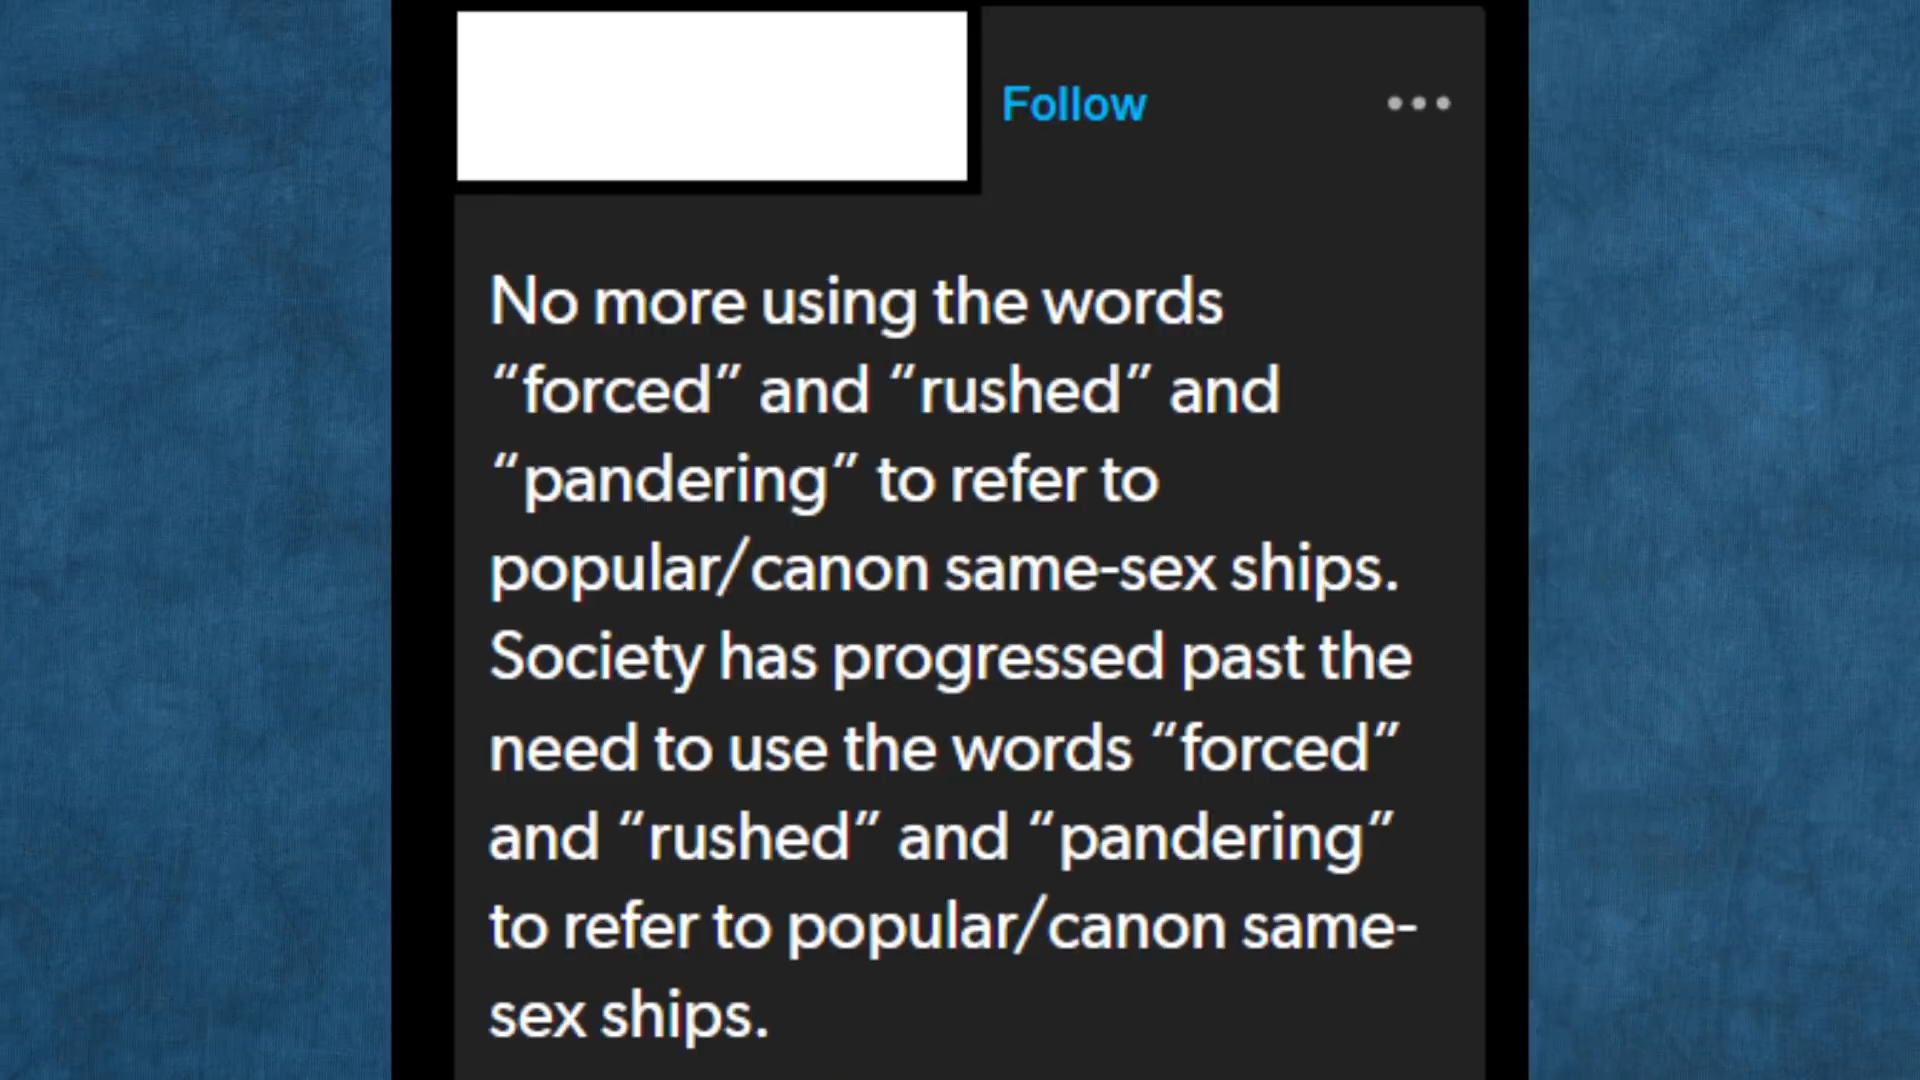 Follow
No more using the words
“forced” and “rushed” and
“pandering” to refer to
popular/canon same-sex ships.
Society has progressed past the
need to use the words “forced”
and “rushed” and “pandering”
to refer to popular/canon same-
sex ships.